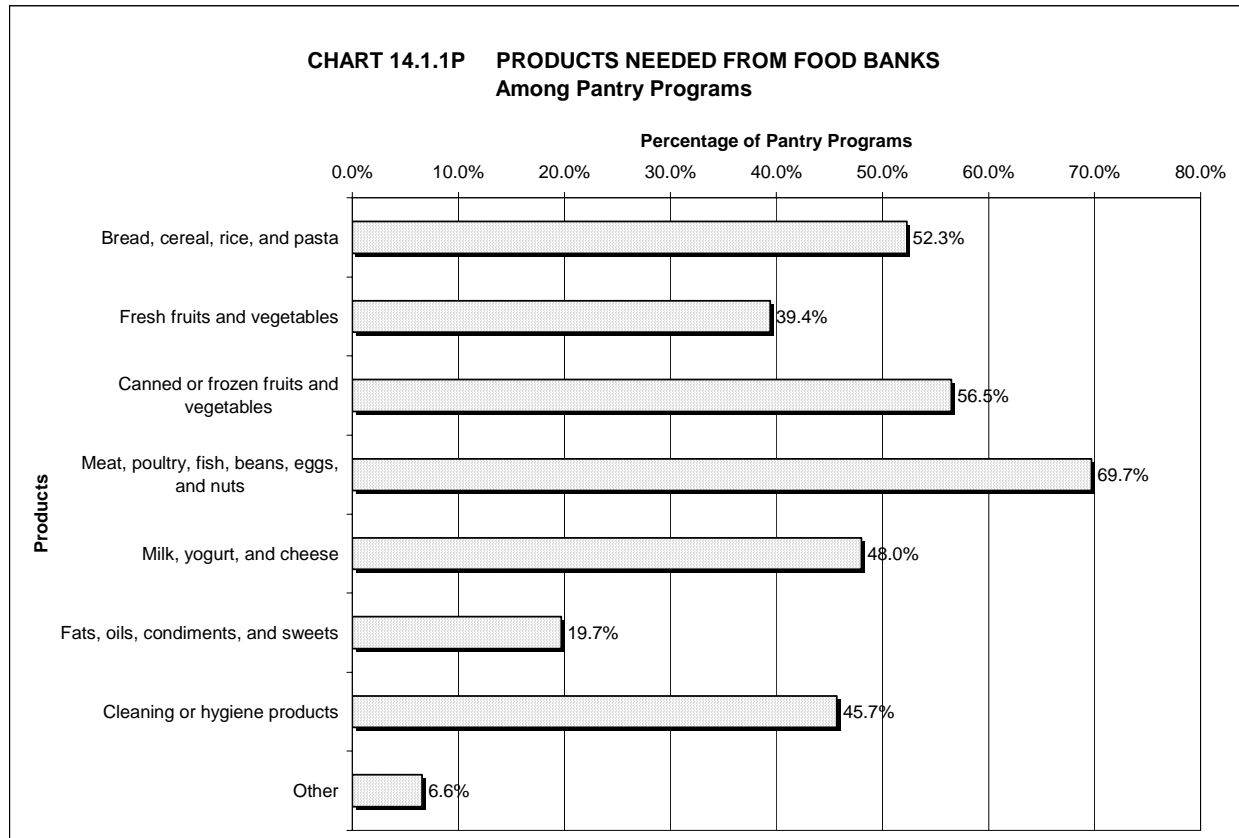 CHART 14.1.1P PRODUCTS NEEDED FROM FOOD BANKS
Among Pantry Programs
Percentage of Pantry Programs
0.0% 10.0% 20.0% 30.0% 40.0% 50.0% 60.0% 70.0% 80.0%
Bread, cereal, rice, and pasta 52.3%
Fresh fruits and vegetables 39.4%
Canned or frozen fruits and
vegetables 56.5%
Meat, poultry, fish, beans, eggs,
and nuts 69.7%
Milk, yogurt, and cheese 48.0%
Fats, oils, condiments, and sweets 19.7%
Cleaning or hygiene products 45.7%
Other 6.6%
Products